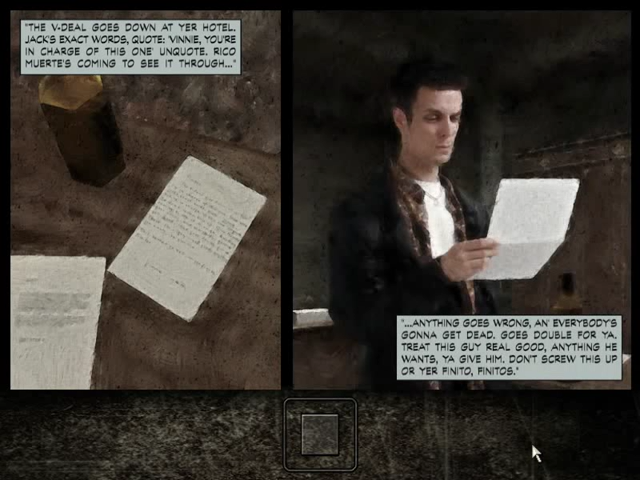 "THE V-DEAL GOES DOWN AT YER HOTEL.
JACK'S EXACT WORDS, QUOTE: 'VINNIE, YOU'RE
IN CHARGE OF THIS ONE' UNQUOTE. RICO
MUERTE'S COMING TO SEE IT THROUGH..."
"...ANYTHING GOES WRONG, AN' EVERYBODY'S
GONNA GET DEAD. GOES DOUBLE FOR YA.
TREAT THIS GUY REAL GOOD, ANYTHING HE
WANTS, YA GIVE HIM. DON'T SCREW THIS UP
OR YER FINITO, FINITOS."